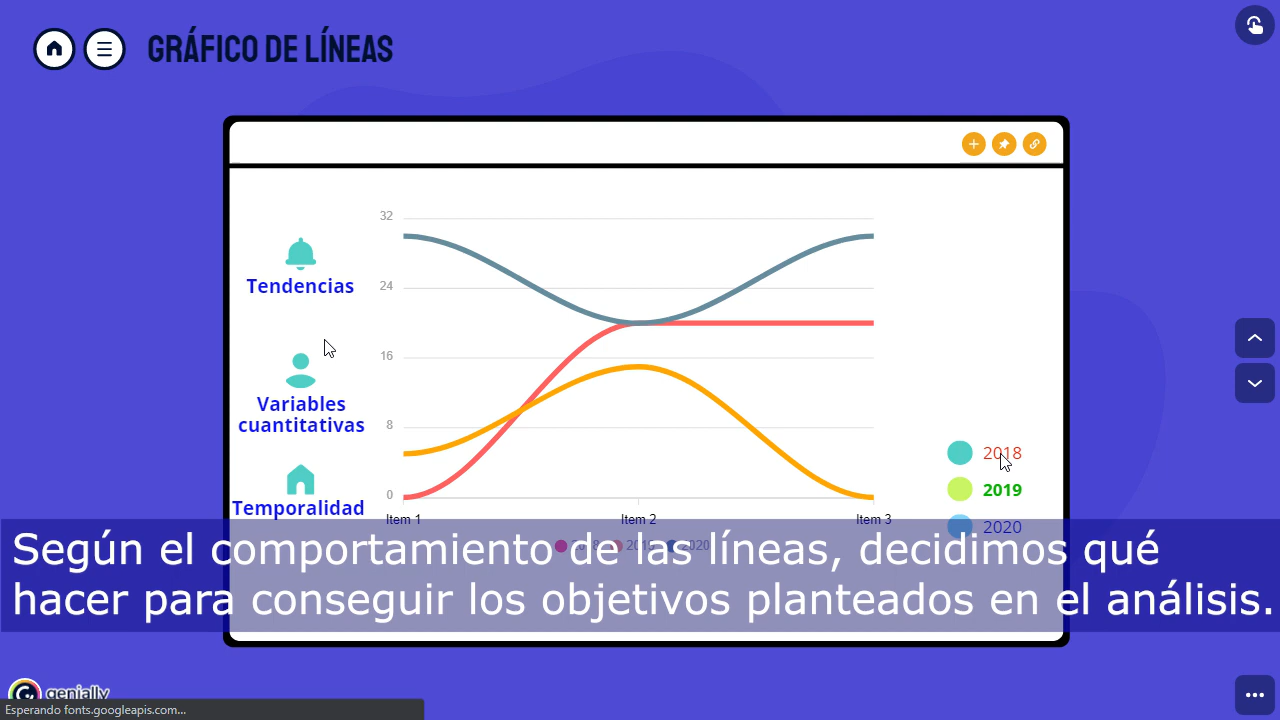 GRÁFICO DE LÍNEAS
32
24
16
8
0
Tendencias
Variables
cuantitativas
Temporalidad
Item 1
Item 2
Item 3
2018
2019
2020
2020
Según el comportamiento de las líneas, decidimos qué
hacer para conseguir los objetivos planteados en el análisis.
genially
Esperando fonts.googleapis.com...